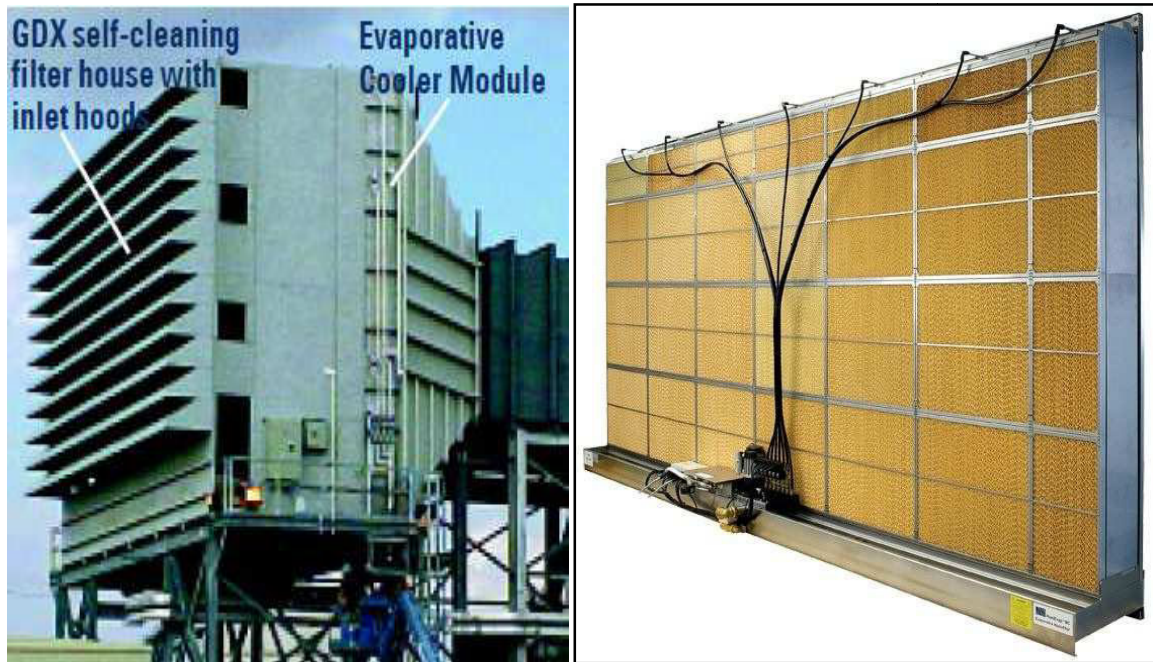 GDX self-cleaning
filter house with
inlet hoods
Evaporative
Cooler Module